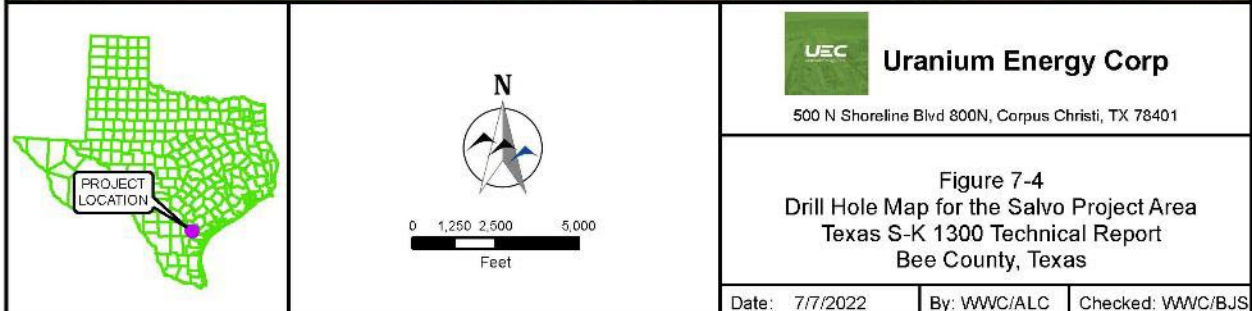 PROJECT
LOCATION
N
0 1,250 2,500 5,000
Feet
UEC
Uranium Energy Corp
500 N Shoreline Blvd 800N, Corpus Christi, TX 78401
Figure 7-4
Drill Hole Map for the Salvo Project Area
Texas S-K 1300 Technical Report
Bee County, Texas
Date: 7/7/2022 By: WWC/ALC Checked: WWC/BJS